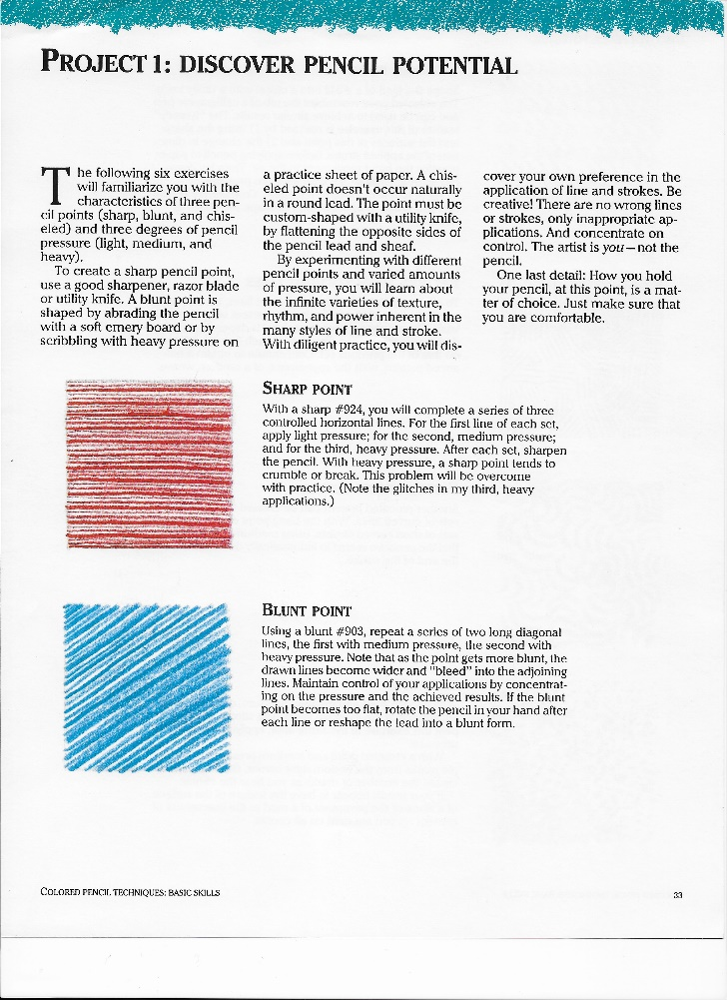 PROJECT 1: DISCOVER PENCIL POTENTIAL
The following six exercises
will familiarize you with the
characteristics of three pen-
cil points (sharp, blunt, and chis-
eled) and three degrees of pencil
pressure (light, medium, and
heavy).
To create a sharp pencil point,
use a good sharpener, razor blade
or utility knife. A blunt point is
shaped by abrading the pencil
with a soft emery board or by
scribbling with heavy pressure on
a practice sheet of paper. A chis-
eled point doesn't occur naturally
in a round lead. The point must be
custom-shaped with a utility knife,
by flattening the opposite sides of
the pencil lead and sheaf.
By experimenting with different
pencil points and varied amounts
of pressure, you will learn about
the infinite varieties of texture,
rhythm, and power inherent in the
many styles of line and stroke.
With diligent practice, you will dis-
cover your own preference in the
application of line and strokes. Be
creative! There are no wrong lines
or strokes, only inappropriate ap-
plications. And concentrate on
control. The artist is you—not the
pencil.
One last detail: How you hold
your pencil, at this point, is a mat-
ter of choice. Just make sure that
you are comfortable.
SHARP POINT
With a sharp #924, you will complete a series of three
controlled horizontal lines. For the first line of each set,
apply light pressure; for the second, medium pressure;
and for the third, heavy pressure. After each set, sharpen
the pencil. With heavy pressure, a sharp point tends to
crumble or break. This problem will be overcome
with practice. (Note the glitches in my third, heavy
applications.)
BLUNT POINT
Using a blunt #903, repeat a series of two long diagonal
lines, the first with medium pressure, the second with
heavy pressure. Note that as the point gets more blunt, the
drawn lines become wider and "bleed" into the adjoining
lines. Maintain control of your applications by concentrat-
ing on the pressure and the achieved results. If the blunt
point becomes too flat, rotate the pencil in your hand after
each line or reshape the lead into a blunt form.
COLORED PENCIL TECHNIQUES: BASIC SKILLS
33